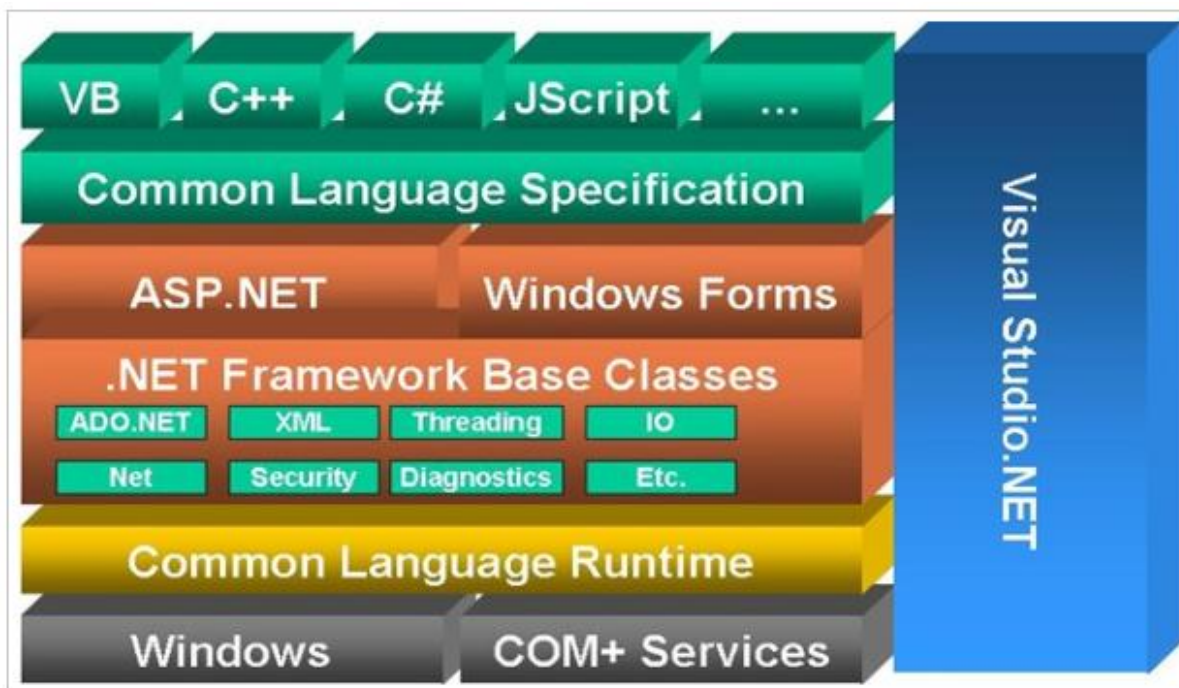 VB C++ C# JScript ...
Common Language Specification
ASP.NET Windows Forms
.NET Framework Base Classes
ADO.NET XML Threading IO
Net Security Diagnostics Etc.
Common Language Runtime
Windows COM+ Services
Visual Studio.NET